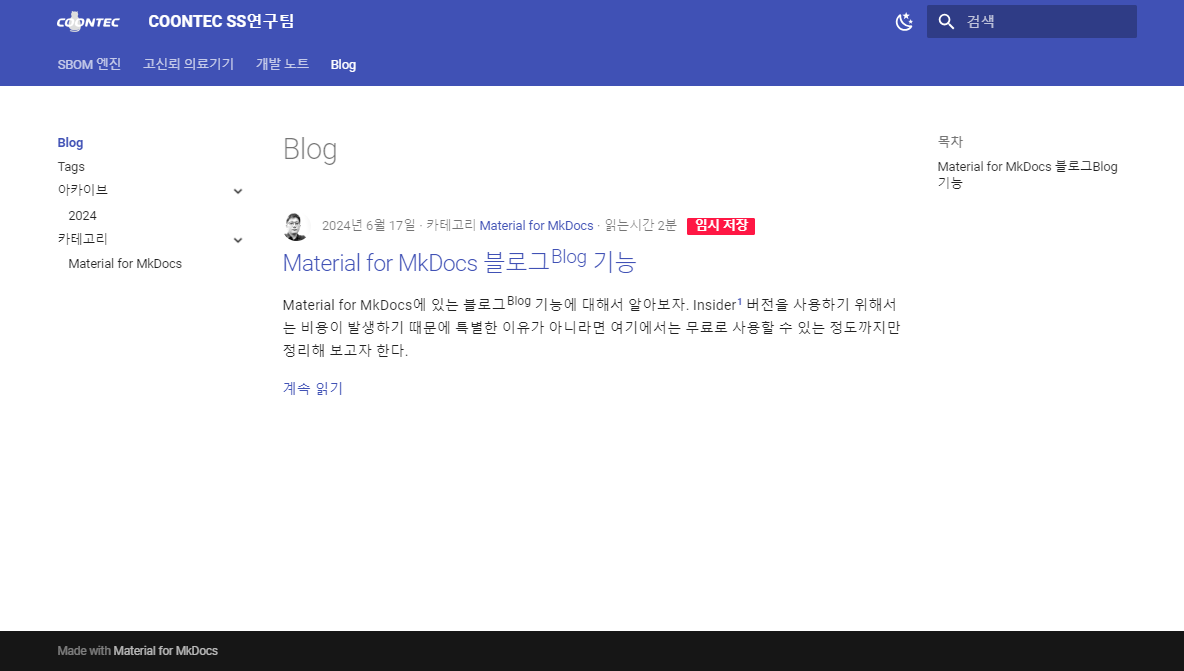 COONTEC COONTEC SS연구팀 검색
SBOM 엔진 고신뢰 의료기기 개발 노트 Blog
Blog
Tags
아카이브
2024
카테고리
Material for MkDocs
Blog
2024년 6월 17일 · 카테고리 Material for MkDocs · 읽는시간 2분 임시 저장
Material for MkDocs 블로그Blog 기능
Material for MkDocs에 있는 블로그Blog 기능에 대해서 알아보자. Insider1 버전을 사용하기 위해서
는 비용이 발생하기 때문에 특별한 이유가 아니라면 여기에서는 무료로 사용할 수 있는 정도까지만
정리해 보고자 한다.
계속 읽기
목차
Material for MkDocs 블로그Blog
기능
Made with Material for MkDocs